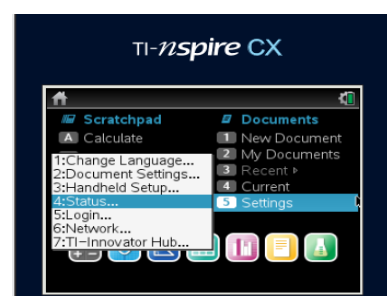 TI-nspire CX
Scratchpad
A Calculate
Documents
1 New Document
2 My Documents
3 Recent ▸
4 Current
5 Settings
1:Change Language...
2:Document Settings...
3:Handheld Setup...
4:Status...
5:Login...
6:Network...
7:TI-Innovator Hub...